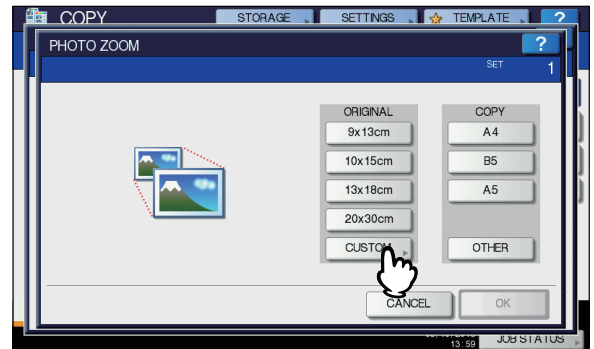 COPY STORAGE SETTINGS TEMPLATE ?
PHOTO ZOOM ?
SET 1
ORIGINAL COPY
9x13cm A4
10x15cm B5
13x18cm A5
20x30cm
CUSTOM OTHER
CANCEL OK
13:59 JOB STATUS